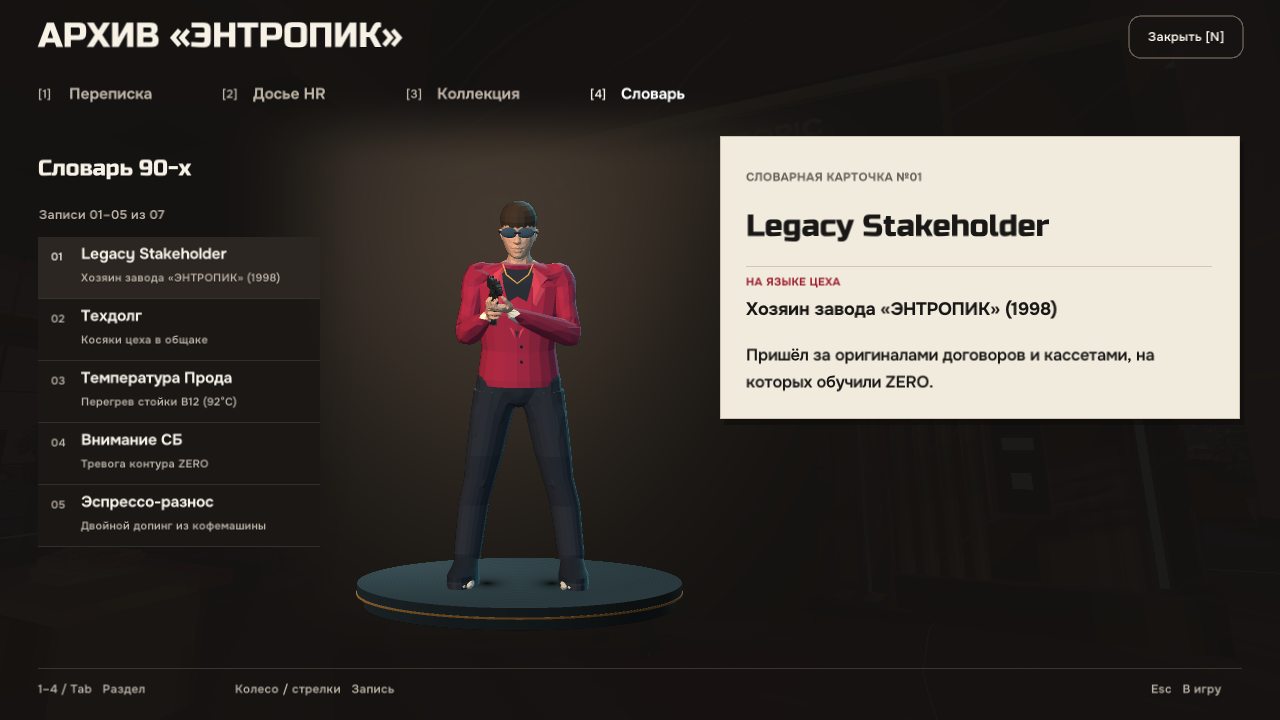 АРХИВ «ЭНТРОПИК»
Закрыть [N]
[1] Переписка
[2] Досье HR
[3] Коллекция
[4] Словарь
Словарь 90-х
Записи 01–05 из 07
01 Legacy Stakeholder
Хозяин завода «ЭНТРОПИК» (1998)
02 Техдолг
Косяки цеха в общаке
03 Температура Прода
Перегрев стойки B12 (92°C)
04 Внимание СБ
Тревога контура ZERO
05 Эспрессо-разнос
Двойной допинг из кофемашины
СЛОВАРНАЯ КАРТОЧКА №01
Legacy Stakeholder
НА ЯЗЫКЕ ЦЕХА
Хозяин завода «ЭНТРОПИК» (1998)
Пришёл за оригиналами договоров и кассетами, на
которых обучили ZERO.
1–4 / Tab Раздел
Колесо / стрелки Запись
Esc В игру